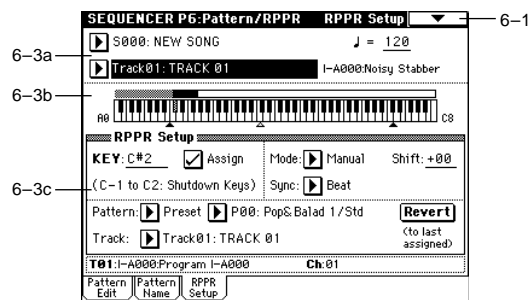 SEQUENCER P6:Pattern/RPPR RPPR Setup
6–1
6–3a
S000: NEW SONG ♩ = 120
Track01: TRACK 01 I-A000:Noisy Stabber
6–3b
A0 C8
RPPR Setup
6–3c
KEY: C#2 Assign Mode: Manual Shift: +00
(C-1 to C2: Shutdown Keys) Sync: Beat
Pattern: Preset P00: Pop&Balad 1/Std Revert
Track: Track01: TRACK 01 (to last
assigned)
T01:I-A000:Program I-A000 Ch:01
Pattern Edit Pattern Name RPPR Setup